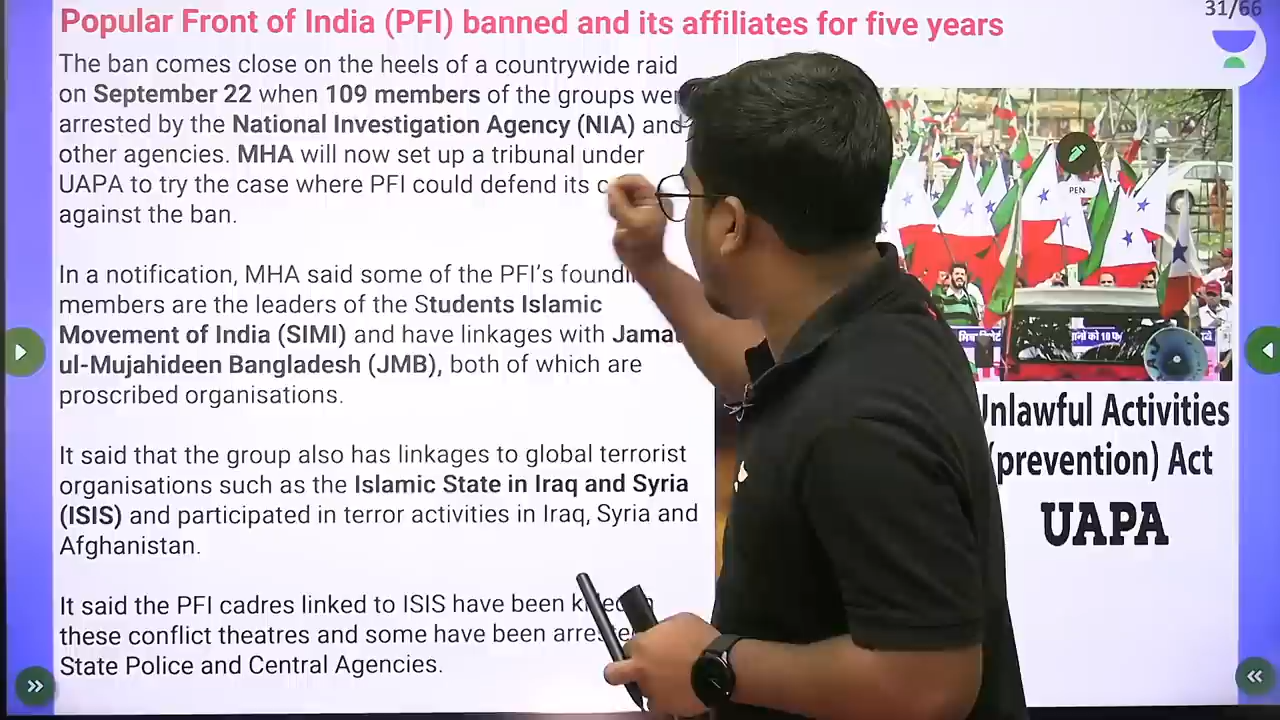 Popular Front of India (PFI) banned and its affiliates for five years
31/66
The ban comes close on the heels of a countrywide raid
on September 22 when 109 members of the groups
arrested by the National Investigation Agency (NIA) and
other agencies. MHA will now set up a tribunal under
UAPA to try the case where PFI could defend its
against the ban.
In a notification, MHA said some of the PFI's
members are the leaders of the Students Islamic
Movement of India (SIMI) and have linkages with
ul-Mujahideen Bangladesh (JMB), both of which are
proscribed organisations.
It said that the group also has linkages to global terrorist
organisations such as the Islamic State in Iraq and Syria
(ISIS) and participated in terror activities in Iraq, Syria and
Afghanistan.
It said the PFI cadres linked to ISIS have been
these conflict theatres and some have been
State Police and Central Agencies.
PEN
Unlawful Activities
(prevention) Act
UAPA